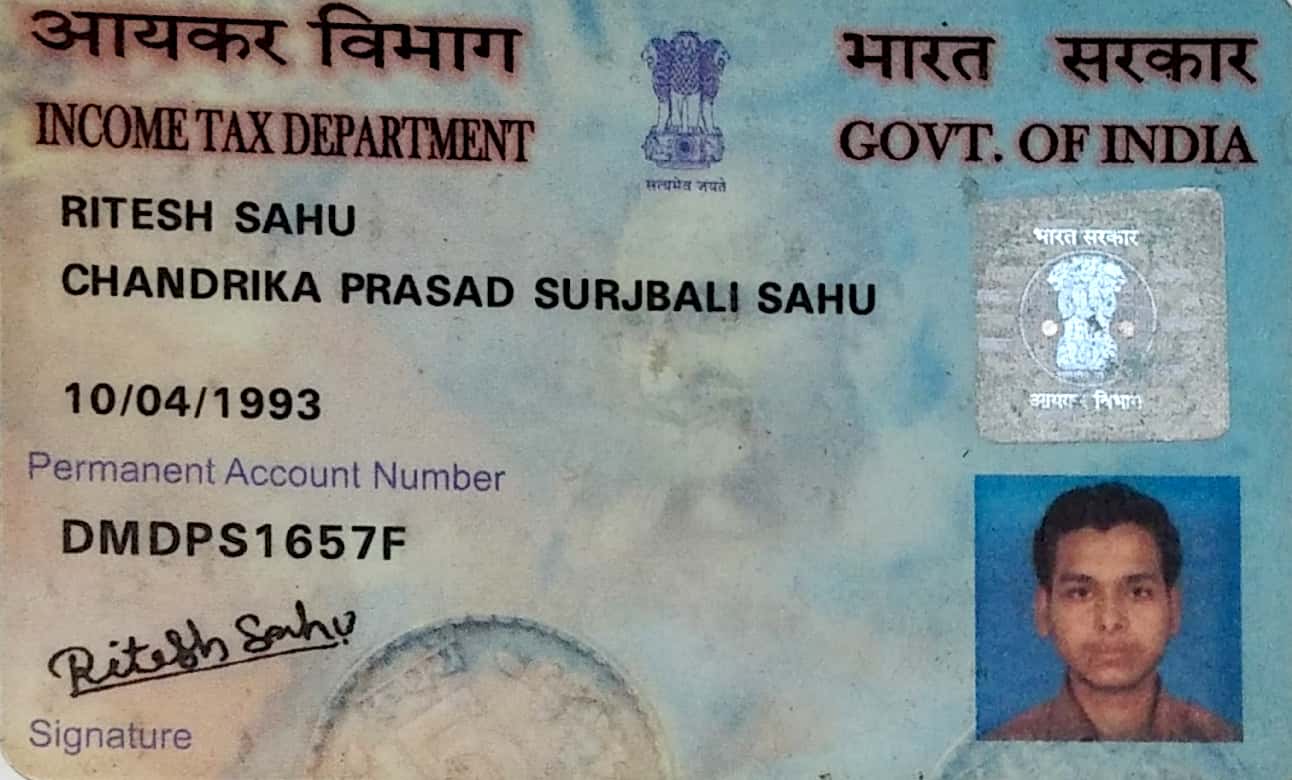 आयकर विभाग
INCOME TAX DEPARTMENT
सत्यमेव जयते
भारत सरकार
GOVT. OF INDIA
RITESH SAHU
CHANDRIKA PRASAD SURJBALI SAHU
10/04/1993
Permanent Account Number
DMDPS1657F
Ritesh Sahu
Signature
भारत सरकार
आयकर विभाग